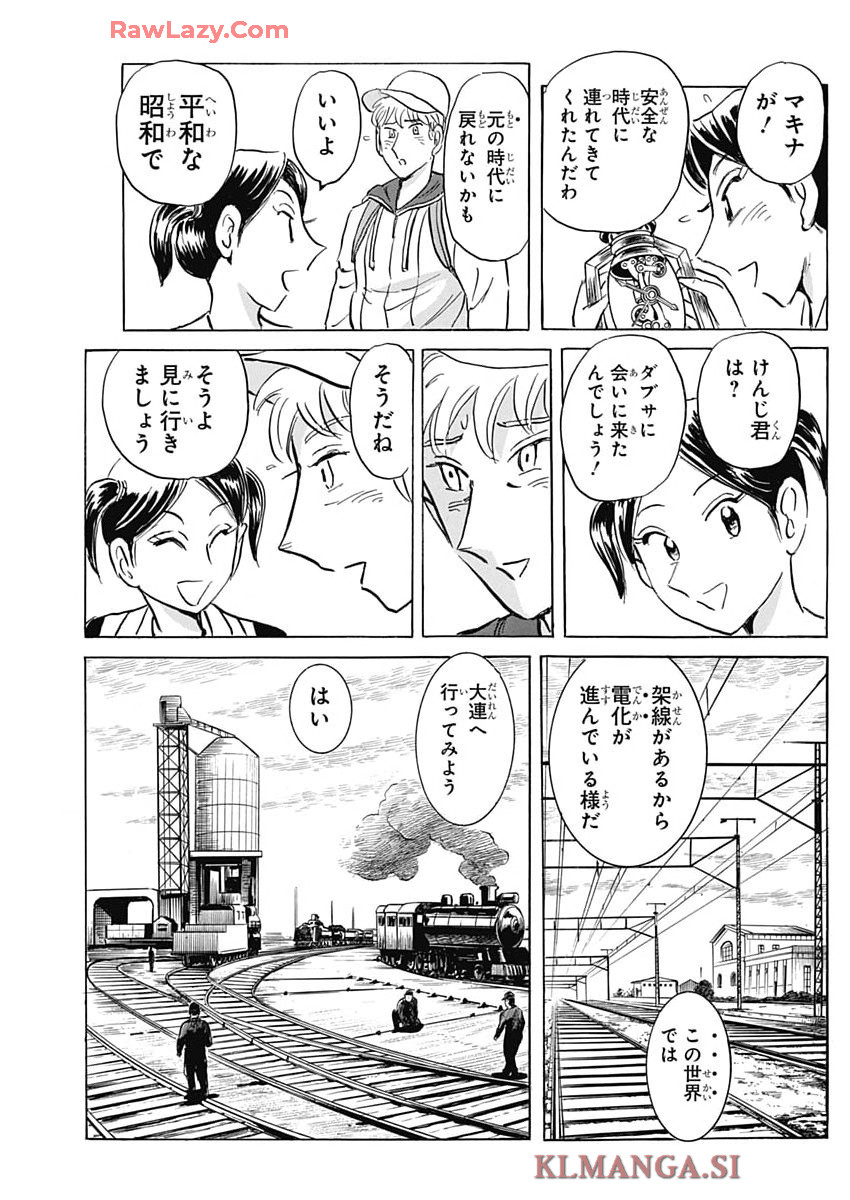 RawLazy.com
マキナ
が!
安全な
時代に
連れてきて
くれたんだわ
元の時代に
戻れないかも
いいよ
平和な
昭和で
けんじ君
は?
ダブサに
会いに来た
んでしょう!
そうだね
そうよ
見に行き
ましょう
架線があるから
電化が
進んでいる様だ
この世界
では
大連へ
行ってみよう
はい
KLMANGA.SI